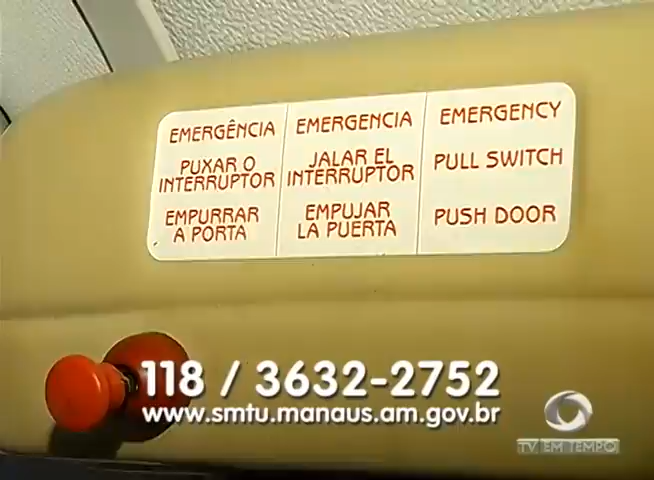 EMERGÊNCIA
PUXAR O
INTERRUPTOR
EMPURRAR
A PORTA
EMERGENCIA
JALAR EL
INTERRUPTOR
EMPUJAR
LA PUERTA
EMERGENCY
PULL SWITCH
PUSH DOOR
118 / 3632-2752
www.smtu.manaus.am.gov.br
TV EM TEMPO